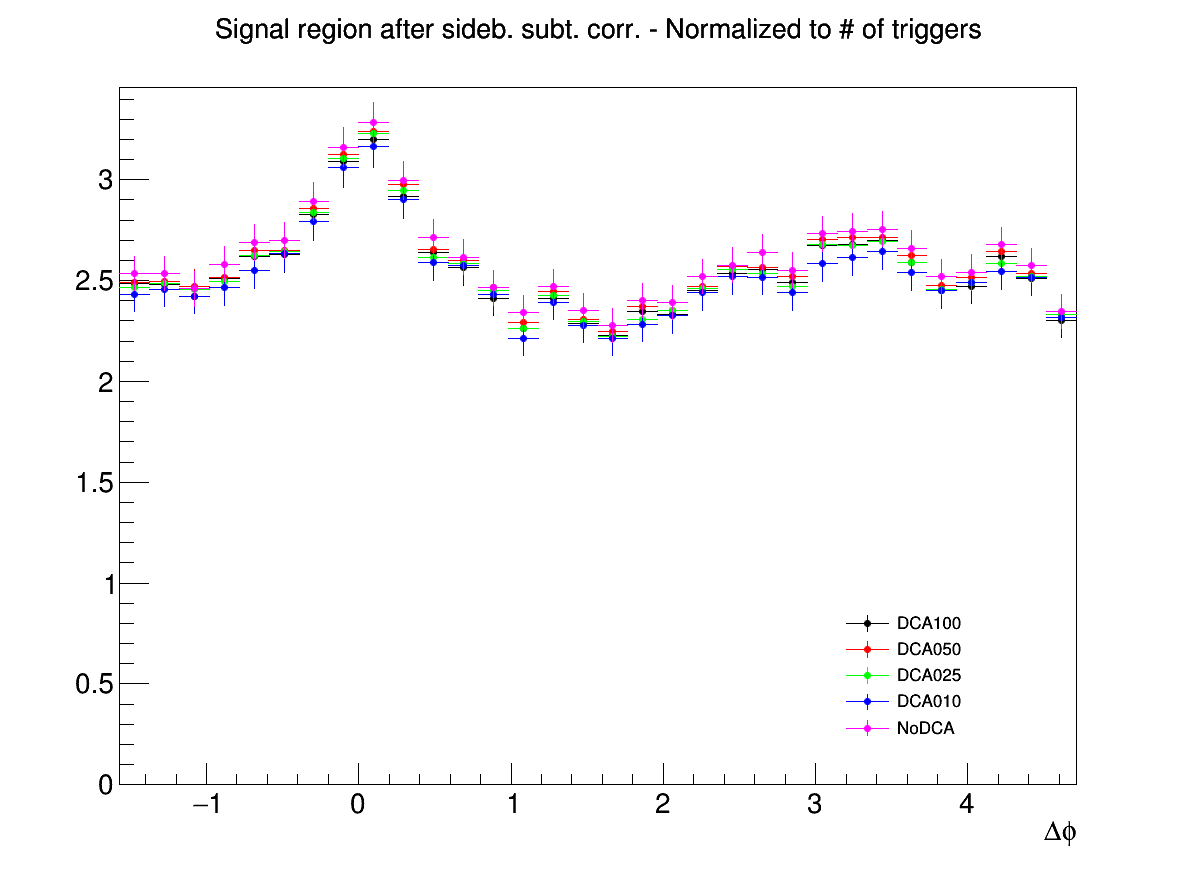 Signal region after sideb. subt. corr. - Normalized to # of triggers
3
2.5
2
1.5
1
0.5
0
−1
0
1
2
3
4
Δϕ
DCA100
DCA050
DCA025
DCA010
NoDCA